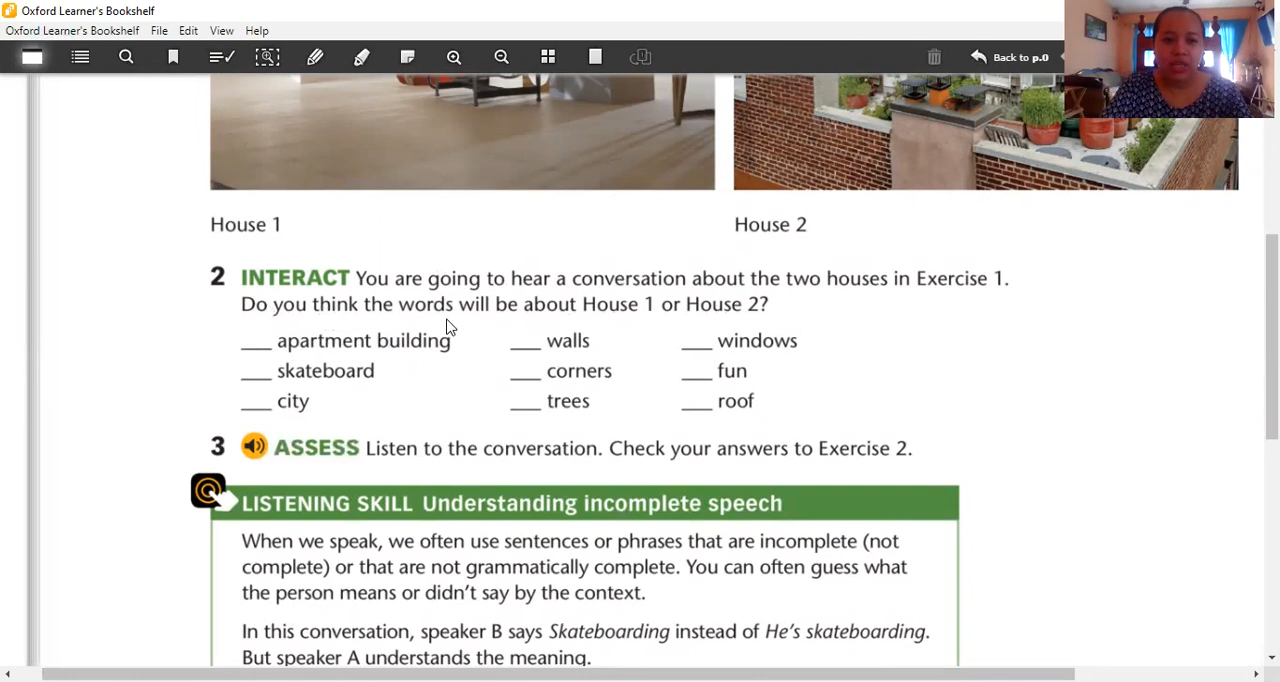 Oxford Learner's Bookshelf
Oxford Learner's Bookshelf File Edit View Help
Back to p.0
House 1
House 2
2 INTERACT You are going to hear a conversation about the two houses in Exercise 1.
Do you think the words will be about House 1 or House 2?
___ apartment building ___ walls ___ windows
___ skateboard ___ corners ___ fun
___ city ___ trees ___ roof
3 ASSESS Listen to the conversation. Check your answers to Exercise 2.
LISTENING SKILL Understanding incomplete speech
When we speak, we often use sentences or phrases that are incomplete (not
complete) or that are not grammatically complete. You can often guess what
the person means or didn't say by the context.
In this conversation, speaker B says Skateboarding instead of He's skateboarding.
But speaker A understands the meaning.